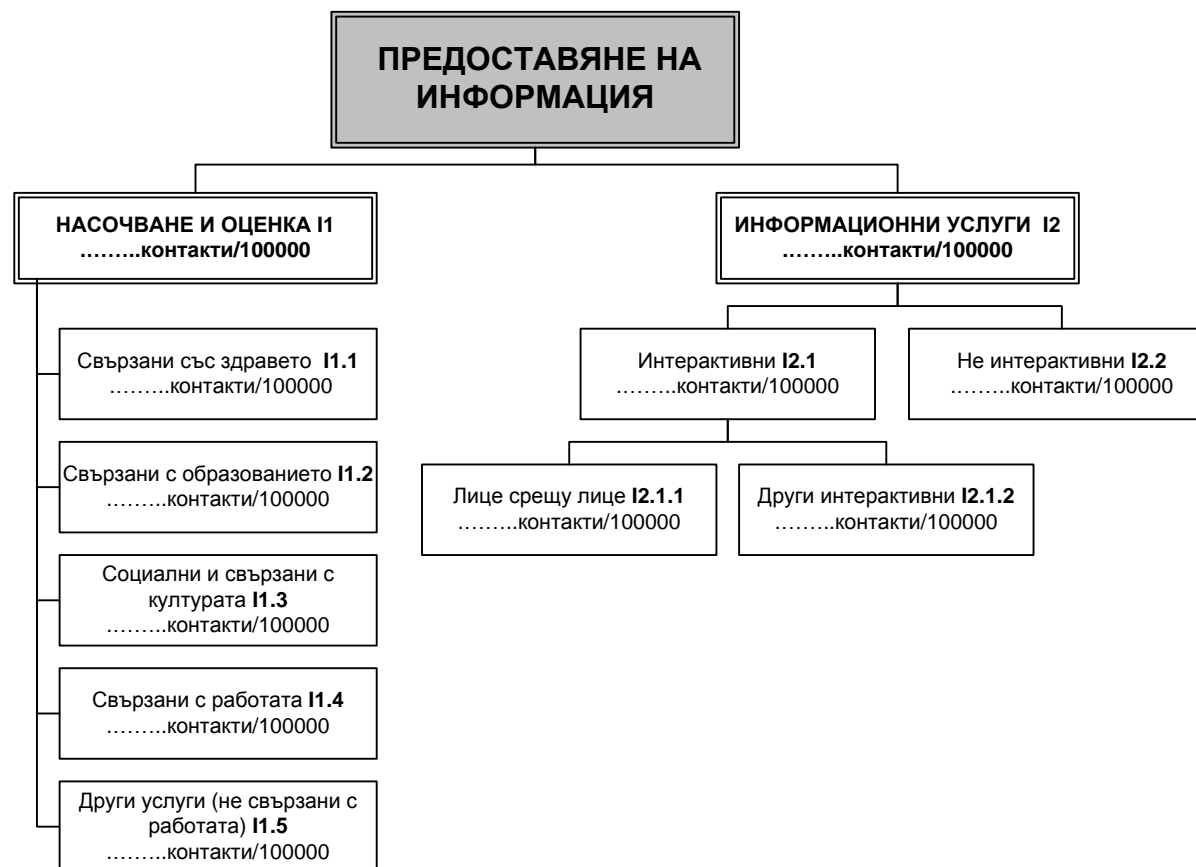 ПРЕДОСТАВЯНЕ НА
ИНФОРМАЦИЯ
НАСОЧВАНЕ И ОЦЕНКА I1
………..контакти/100000
ИНФОРМАЦИОННИ УСЛУГИ I2
………..контакти/100000
Свързани със здравето I1.1
………..контакти/100000
Интерактивни I2.1
………..контакти/100000
Не интерактивни I2.2
………..контакти/100000
Свързани с образованието I1.2
………..контакти/100000
Лице срещу лице I2.1.1
………..контакти/100000
Други интерактивни I2.1.2
………..контакти/100000
Социални и свързани с
културата I1.3
………..контакти/100000
Свързани с работата I1.4
………..контакти/100000
Други услуги (не свързани с
работата) I1.5
………..контакти/100000